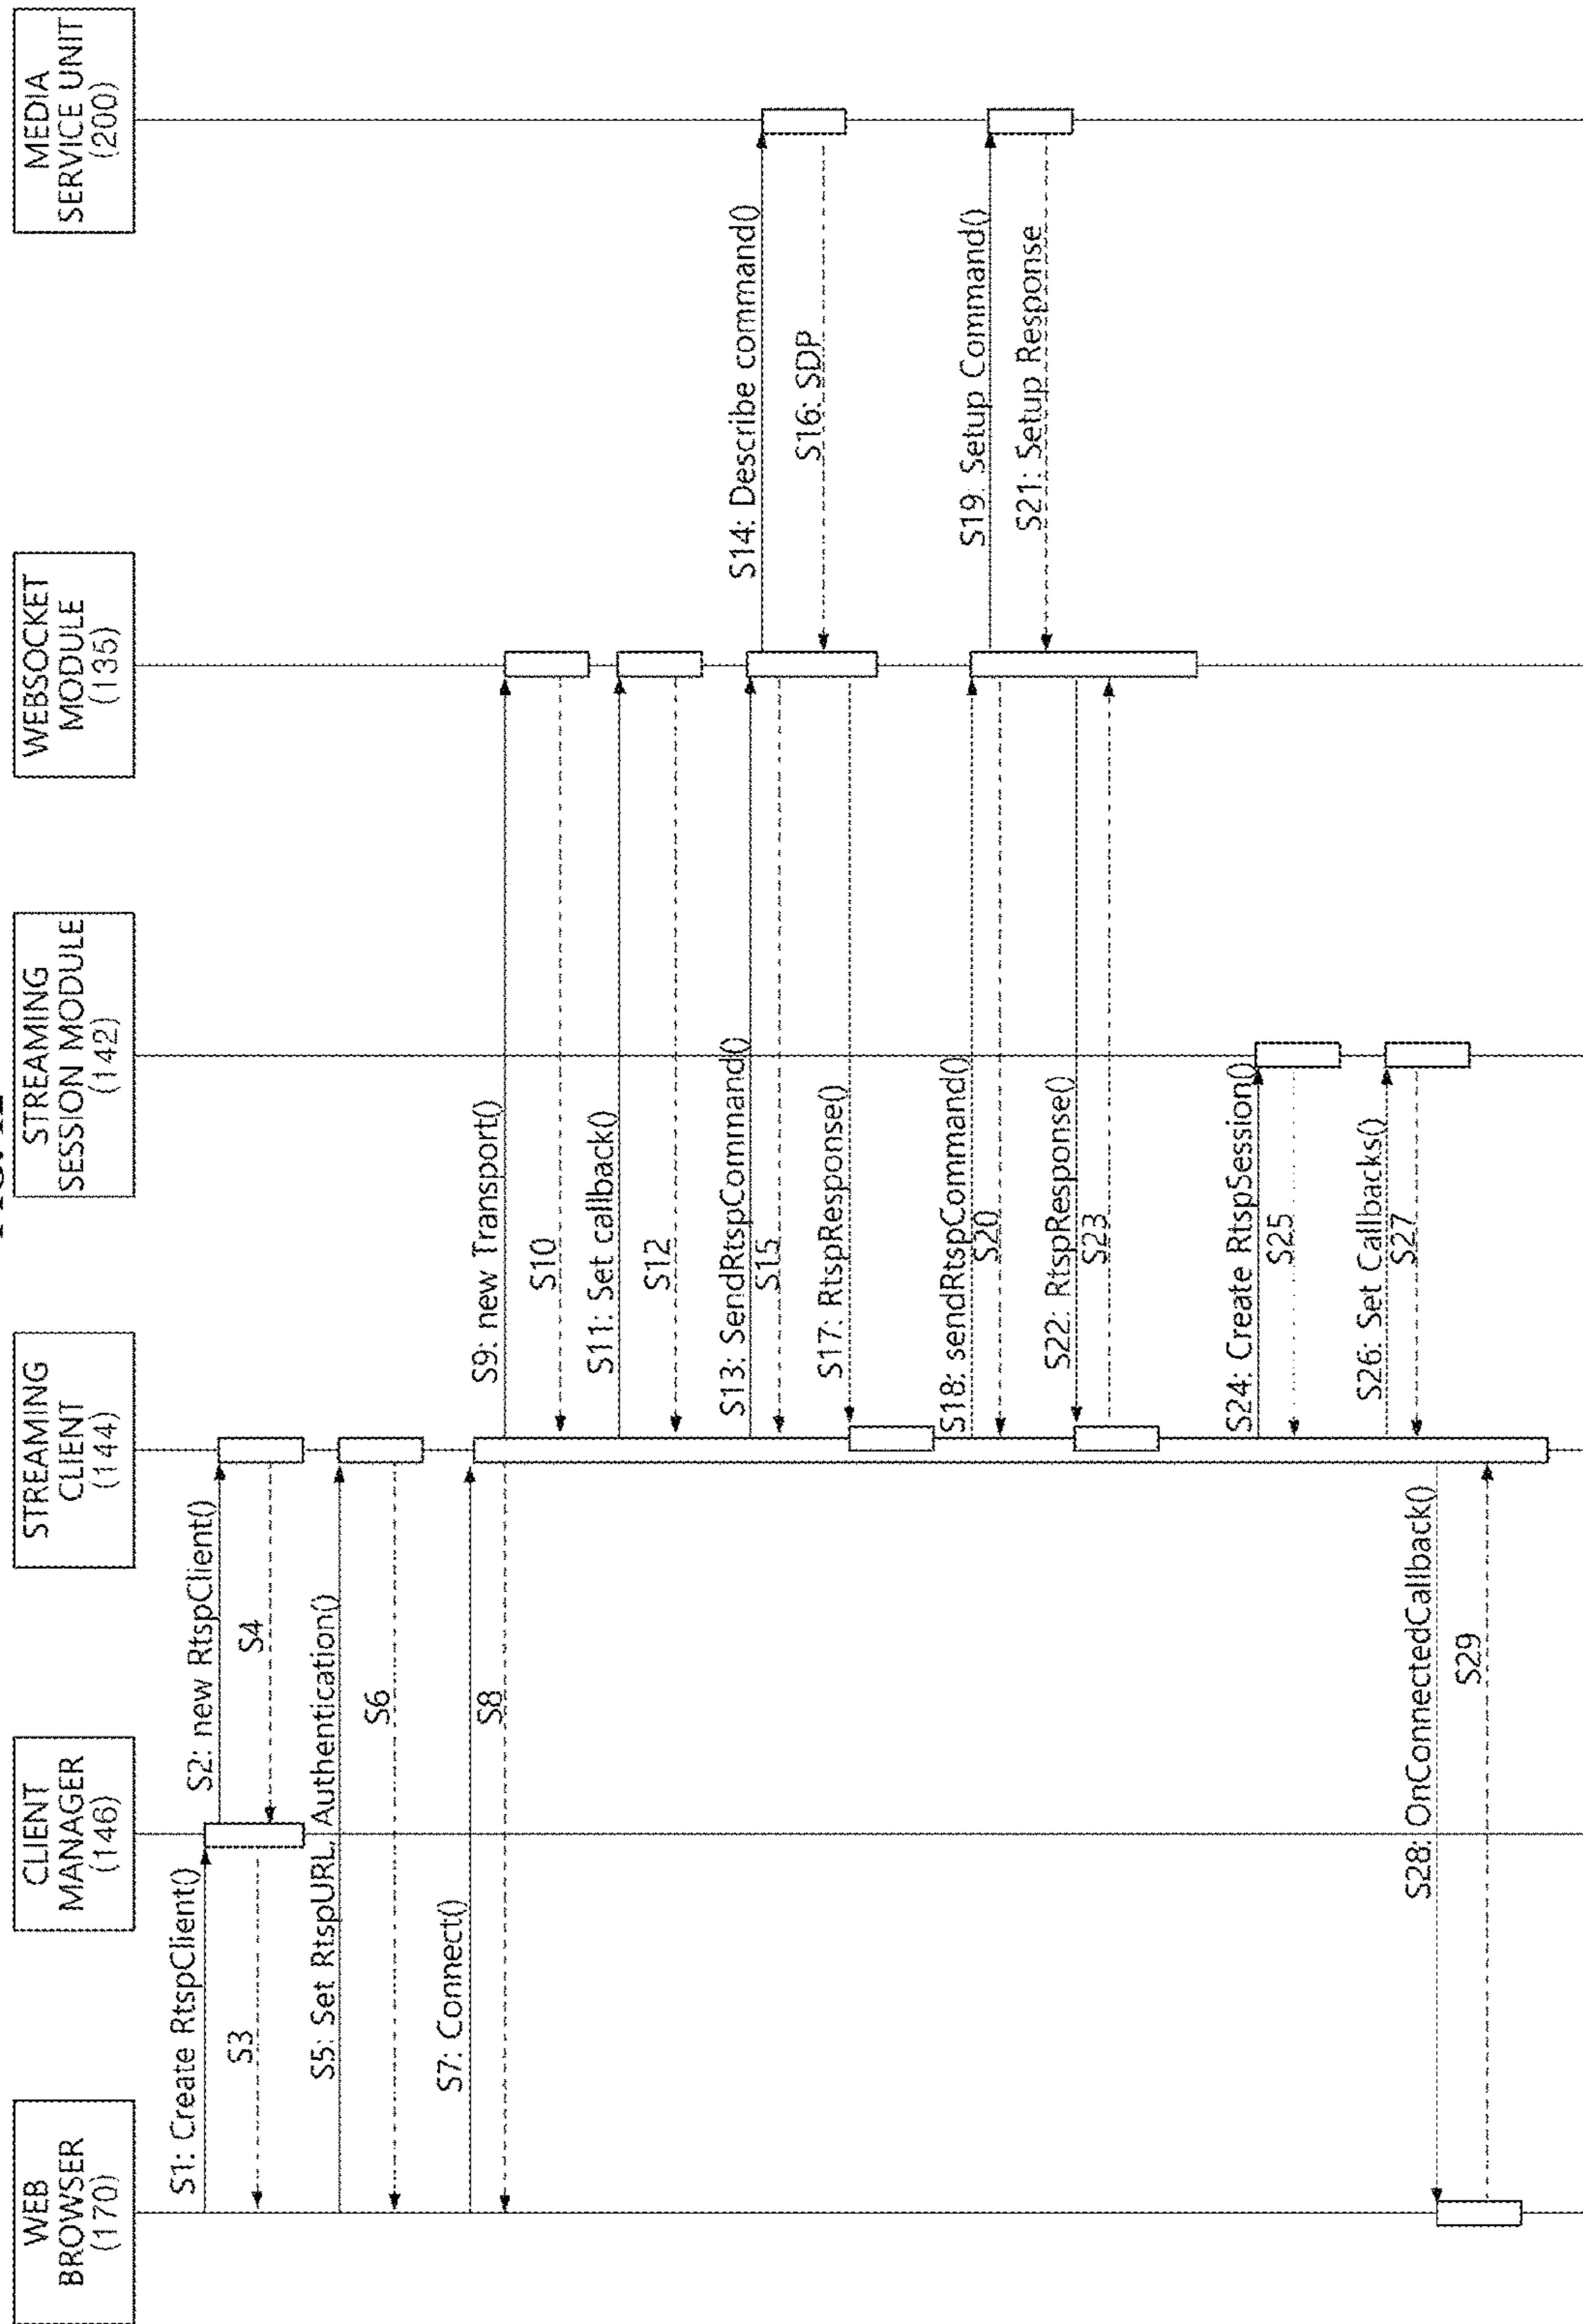 WEB
BROWSER
(170)
CLIENT
MANAGER
(146)
STREAMING
CLIENT
(144)
STREAMING
SESSION MODULE
(142)
WEBSOCKET
MODULE
(135)
MEDIA
SERVICE UNIT
(200)
S1: Create RtspClient()
S2: new RtspClient()
S3
S4
S5: Set RtspURL, Authentication()
S6
S7: Connect()
S8
S9: new Transport()
S10
S11: Set callback()
S12
S13: SendRtspCommand()
S14: Describe command()
S15
S16: SDP
S17: RtspResponse()
S18: sendRtspCommand()
S19: Setup Command()
S20
S21: Setup Response
S22: RtspResponse()
S23
S24: Create RtspSession()
S25
S26: Set Callbacks()
S27
S28: OnConnectedCallback()
S29